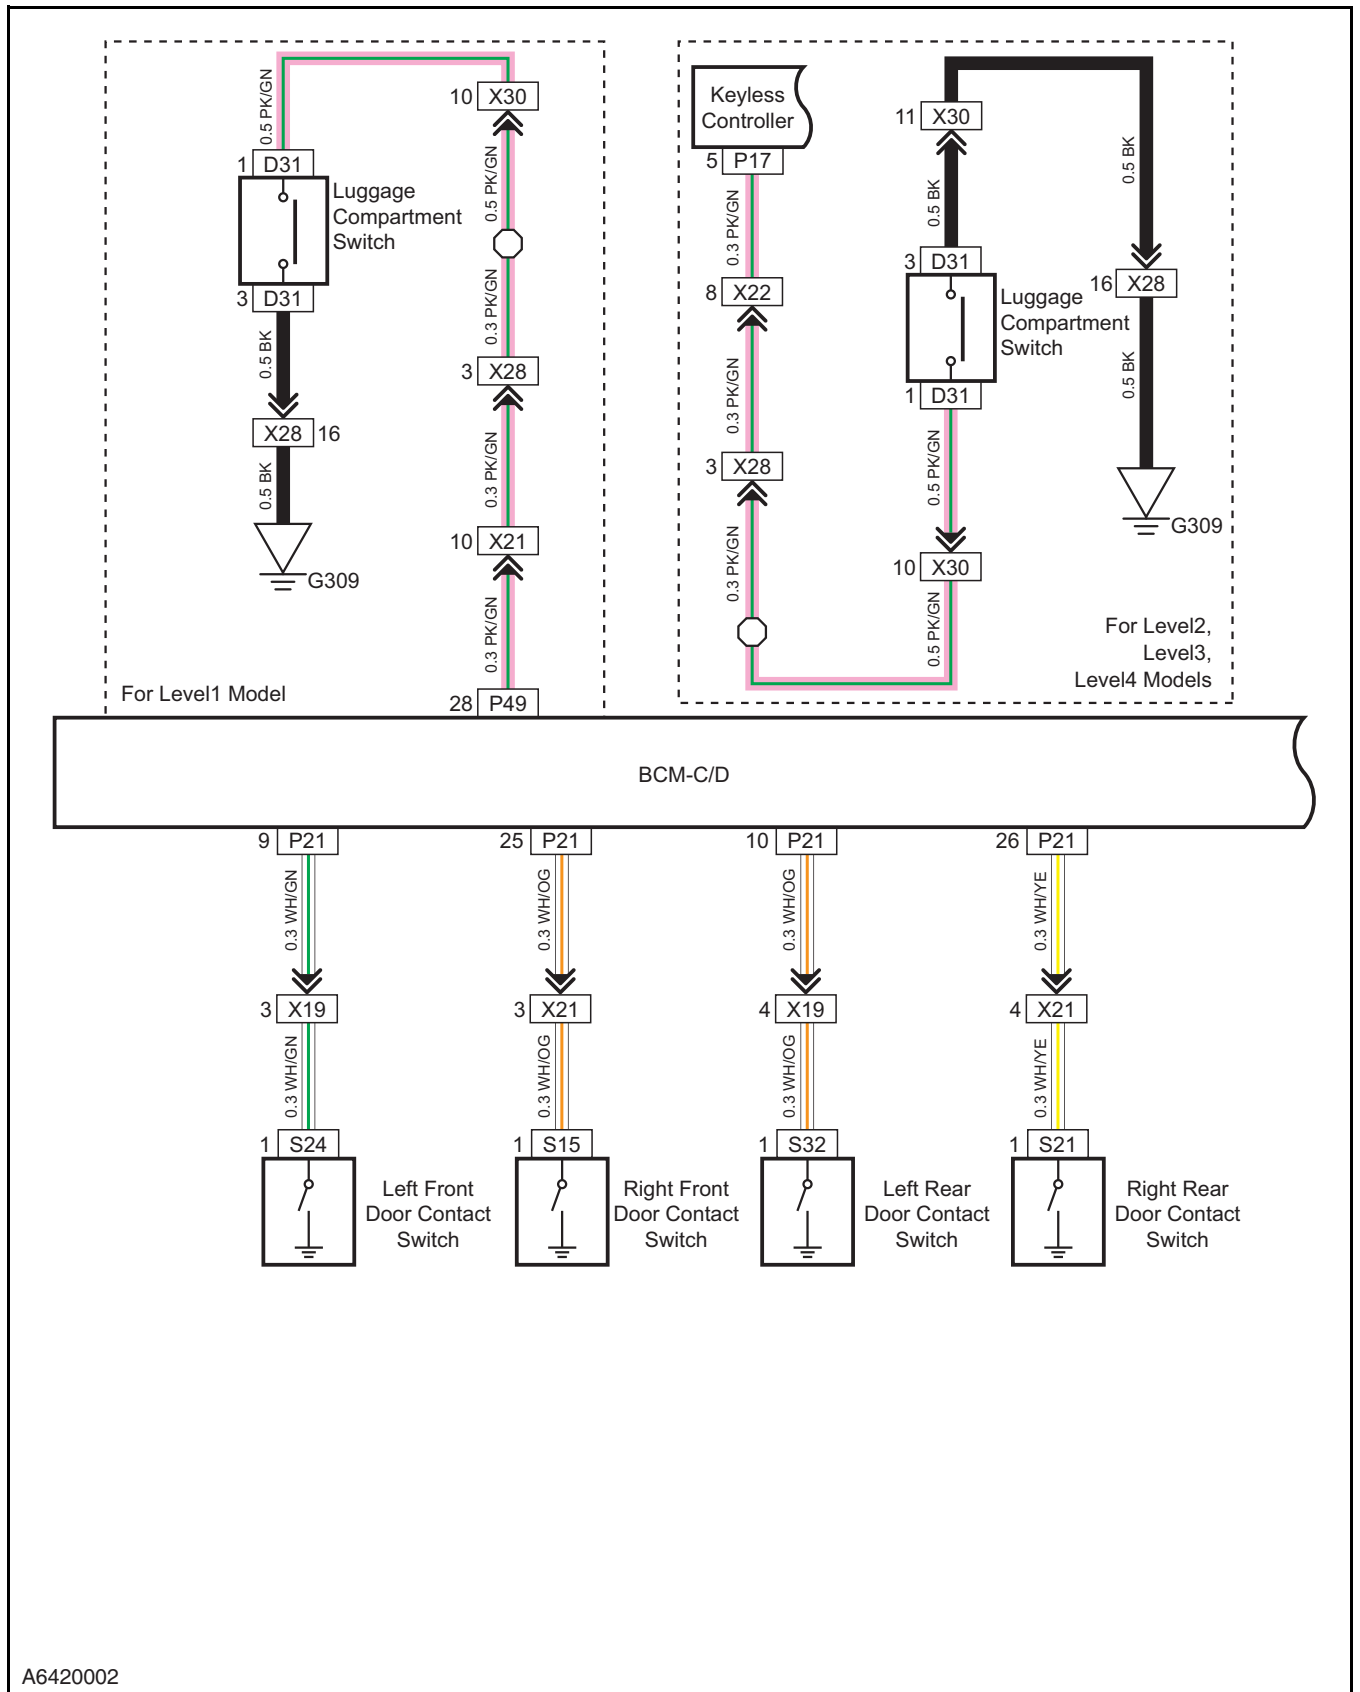 0.5 PK/GN
10 X30
1 D31
Luggage
Compartment
Switch
0.5 PK/GN
3 D31
0.3 PK/GN
0.5 BK
3 X28
X28 16
0.3 PK/GN
0.5 BK
10 X21
G309
0.3 PK/GN
For Level1 Model
28 P49
Keyless
Controller
5 P17
11 X30
0.5 BK
0.5 BK
0.3 PK/GN
3 D31
8 X22
16 X28
Luggage
Compartment
Switch
0.3 PK/GN
0.5 BK
1 D31
3 X28
0.5 PK/GN
G309
10 X30
0.3 PK/GN
0.5 PK/GN
For Level2,
Level3,
Level4 Models
BCM-C/D
9 P21
25 P21
10 P21
26 P21
0.3 WH/GN
0.3 WH/OG
0.3 WH/OG
0.3 WH/YE
3 X19
3 X21
4 X19
4 X21
0.3 WH/GN
0.3 WH/OG
0.3 WH/OG
0.3 WH/YE
1 S24
1 S15
1 S32
1 S21
Left Front
Door Contact
Switch
Right Front
Door Contact
Switch
Left Rear
Door Contact
Switch
Right Rear
Door Contact
Switch
A6420002